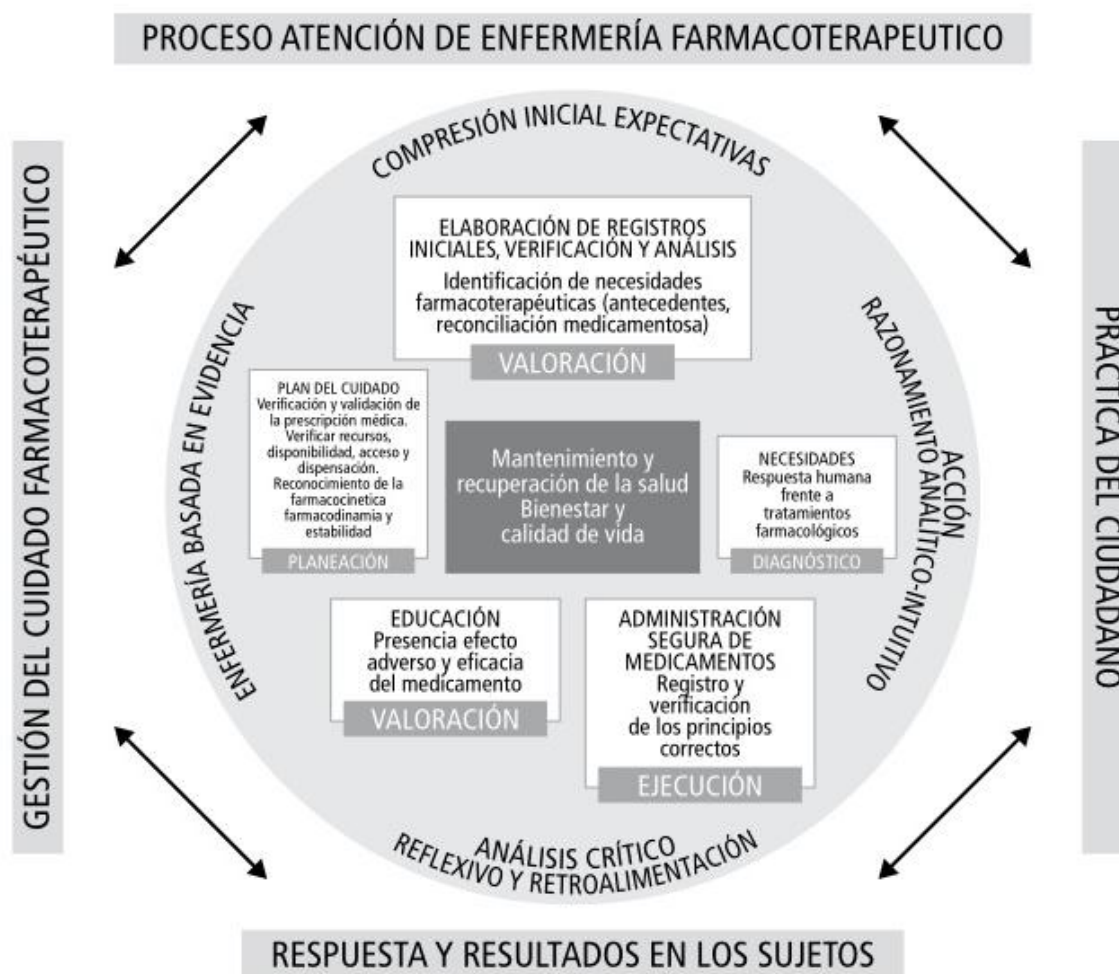 PROCESO ATENCIÓN DE ENFERMERÍA FARMACOTERAPEUTICO
GESTIÓN DEL CUIDADO FARMACOTERAPÉUTICO
COMPRESIÓN INICIAL EXPECTATIVAS
ELABORACIÓN DE REGISTROS
INICIALES, VERIFICACIÓN Y ANÁLISIS
Identificación de necesidades
farmacoterapéuticas (antecedentes,
reconciliación medicamentosa)
VALORACIÓN
ENFERMERÍA BASADA EN EVIDENCIA
PLAN DEL CUIDADO
Verificación y validación de
la prescripción médica.
Verificar recursos,
disponibilidad, acceso y
dispensación.
Reconocimiento de la
farmacocinetica
farmacodinamia y
estabilidad
PLANEACIÓN
Mantenimiento y
recuperación de la salud
Bienestar y
calidad de vida
NECESIDADES
Respuesta humana
frente a
tratamientos
farmacológicos
DIAGNÓSTICO
ACCIÓN
RAZONAMIENTO ANALÍTICO-INTUITIVO
PRÁCTICA DEL CIUDADANO
EDUCACIÓN
Presencia efecto
adverso y eficacia
del medicamento
VALORACIÓN
ADMINISTRACIÓN
SEGURA DE
MEDICAMENTOS
Registro y
verificación
de los principios
correctos
EJECUCIÓN
ANÁLISIS CRÍTICO
REFLEXIVO Y RETROALIMENTACIÓN
RESPUESTA Y RESULTADOS EN LOS SUJETOS